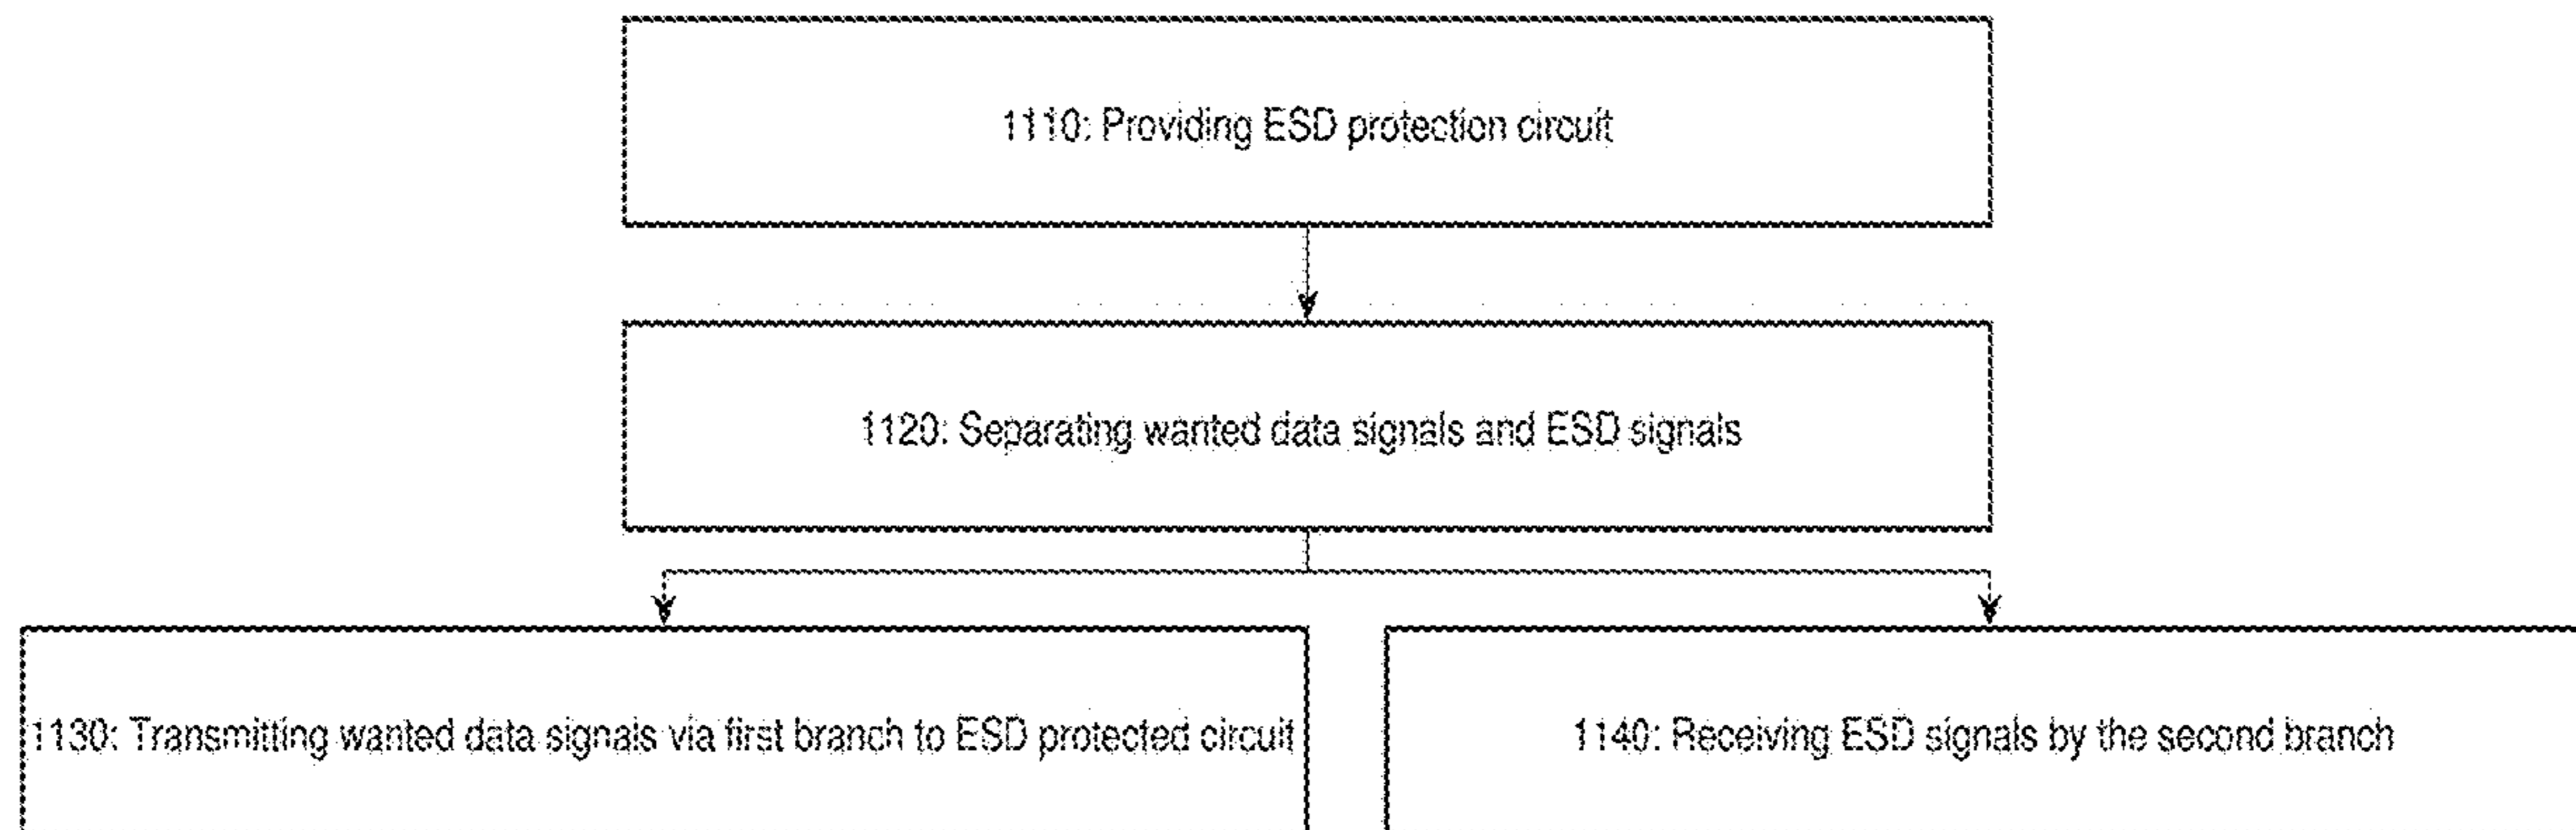 1110: Providing ESD protection circuit
1120: Separating wanted data signals and ESD signals
1130: Transmitting wanted data signals via first branch to ESD protected circuit
1140: Receiving ESD signals by the second branch